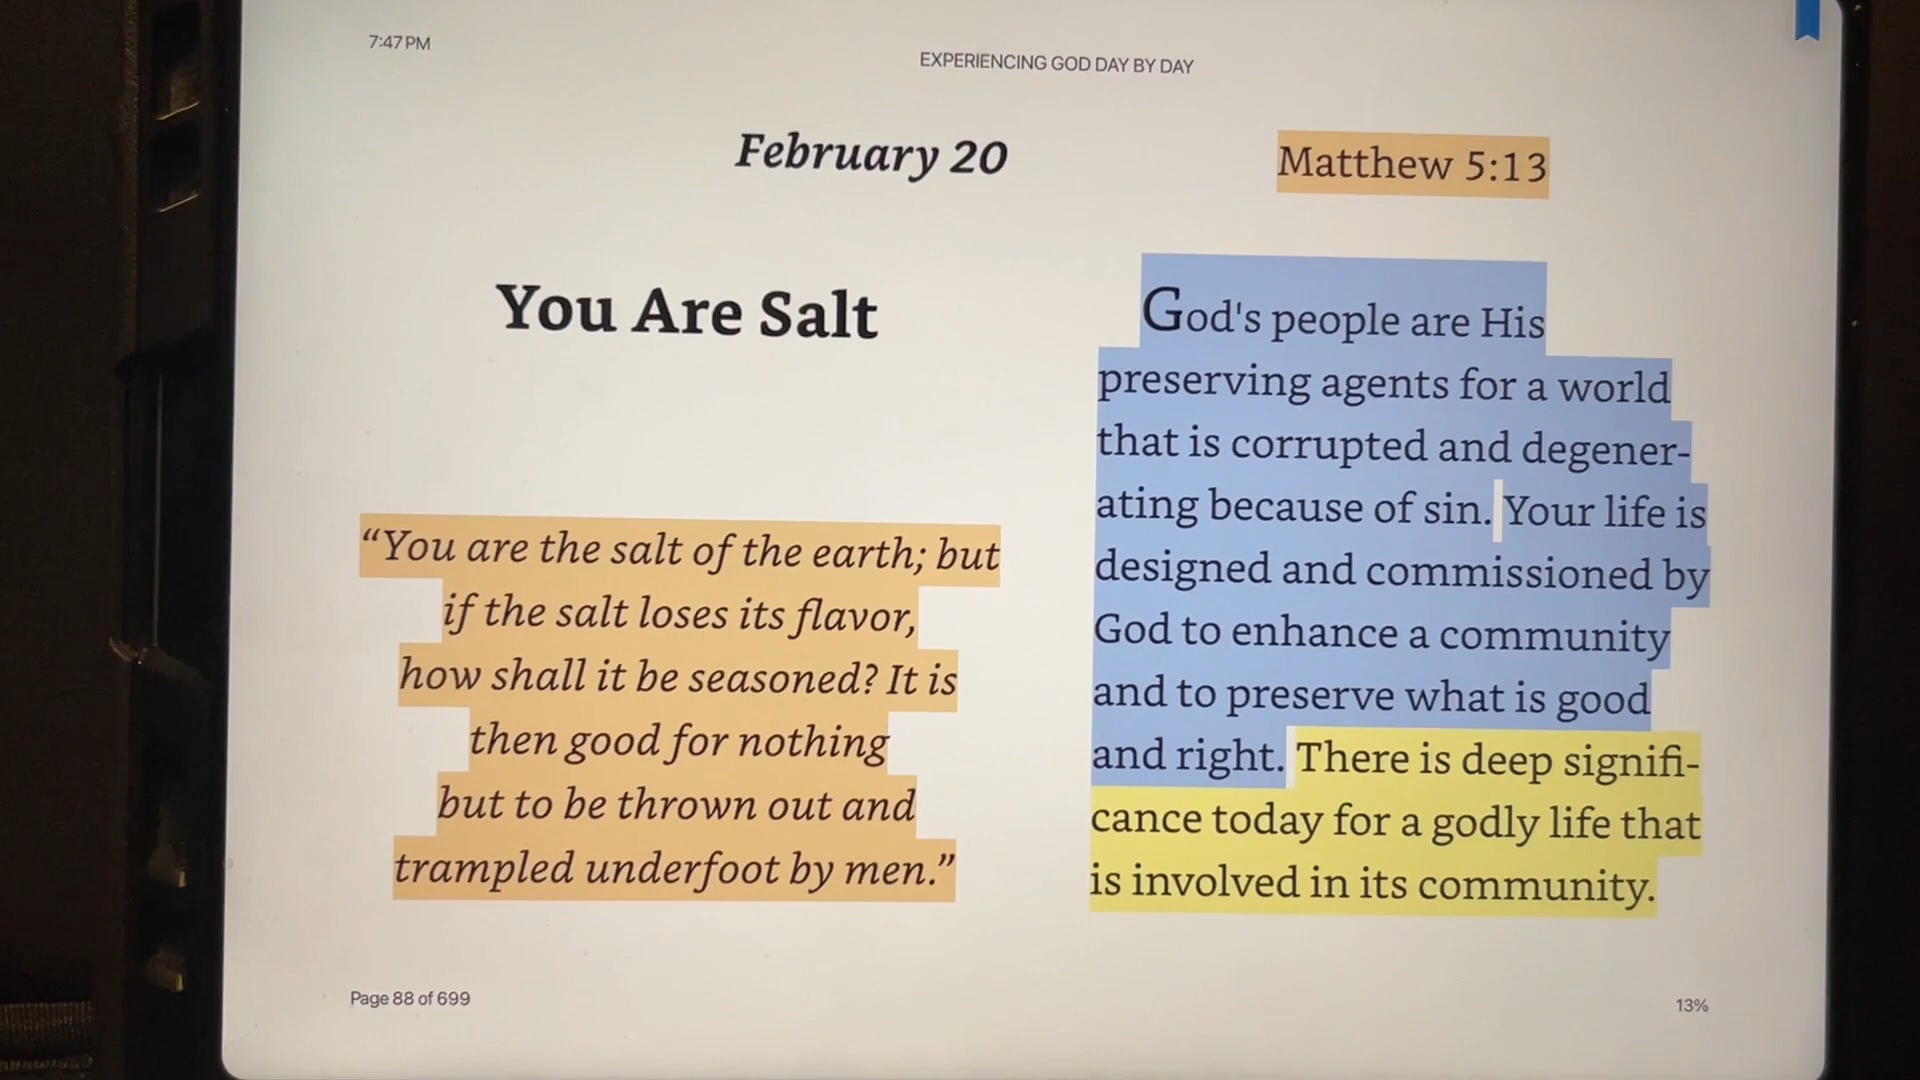 7:47 PM
EXPERIENCING GOD DAY BY DAY
February 20
You Are Salt
“You are the salt of the earth; but
if the salt loses its flavor,
how shall it be seasoned? It is
then good for nothing
but to be thrown out and
trampled underfoot by men.”
Matthew 5:13
God's people are His
preserving agents for a world
that is corrupted and degener-
ating because of sin. Your life is
designed and commissioned by
God to enhance a community
and to preserve what is good
and right. There is deep signifi-
cance today for a godly life that
is involved in its community.
Page 88 of 699
13%